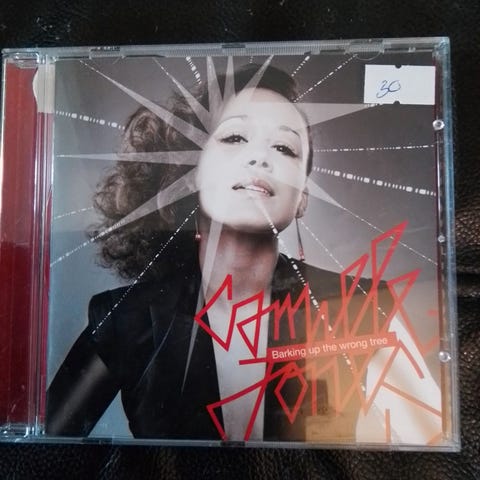 30
Camille
Barking up the wrong tree
Jones